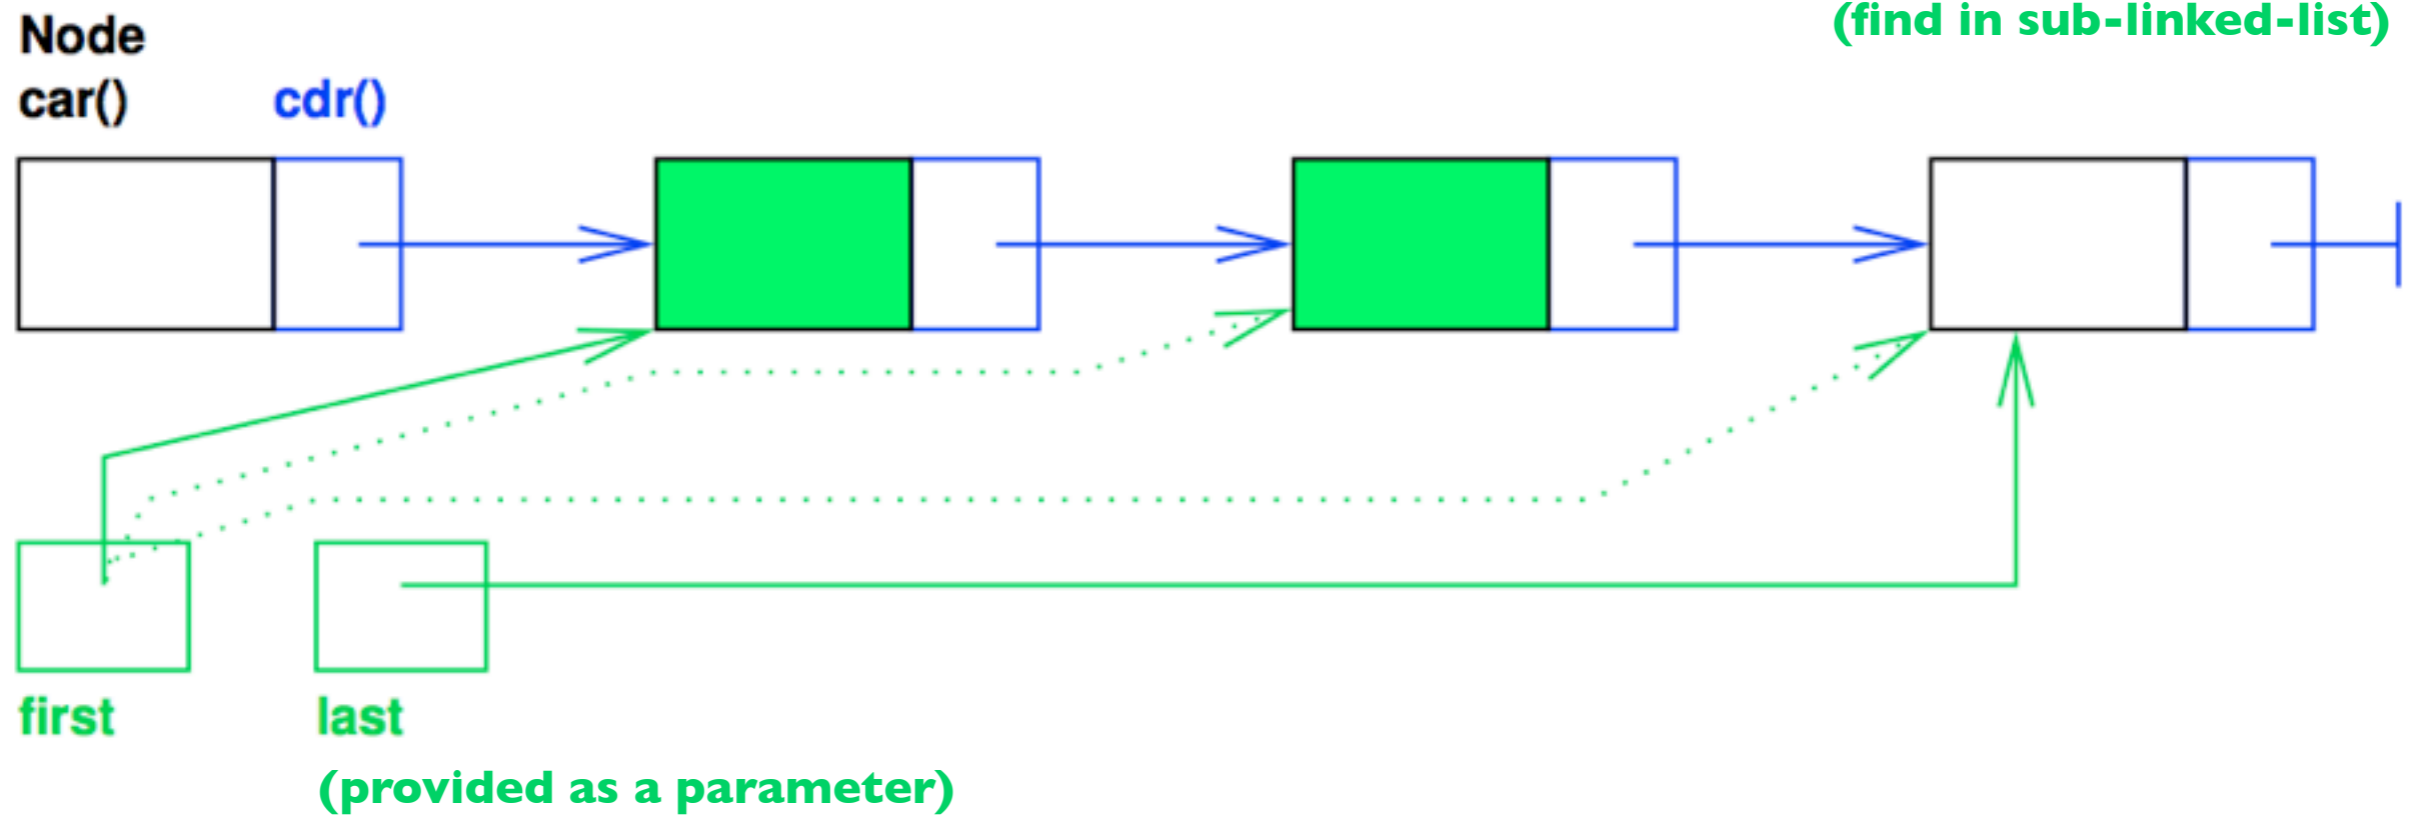 (find in sub-linked-list)
Node
car() cdr()
first last
(provided as a parameter)